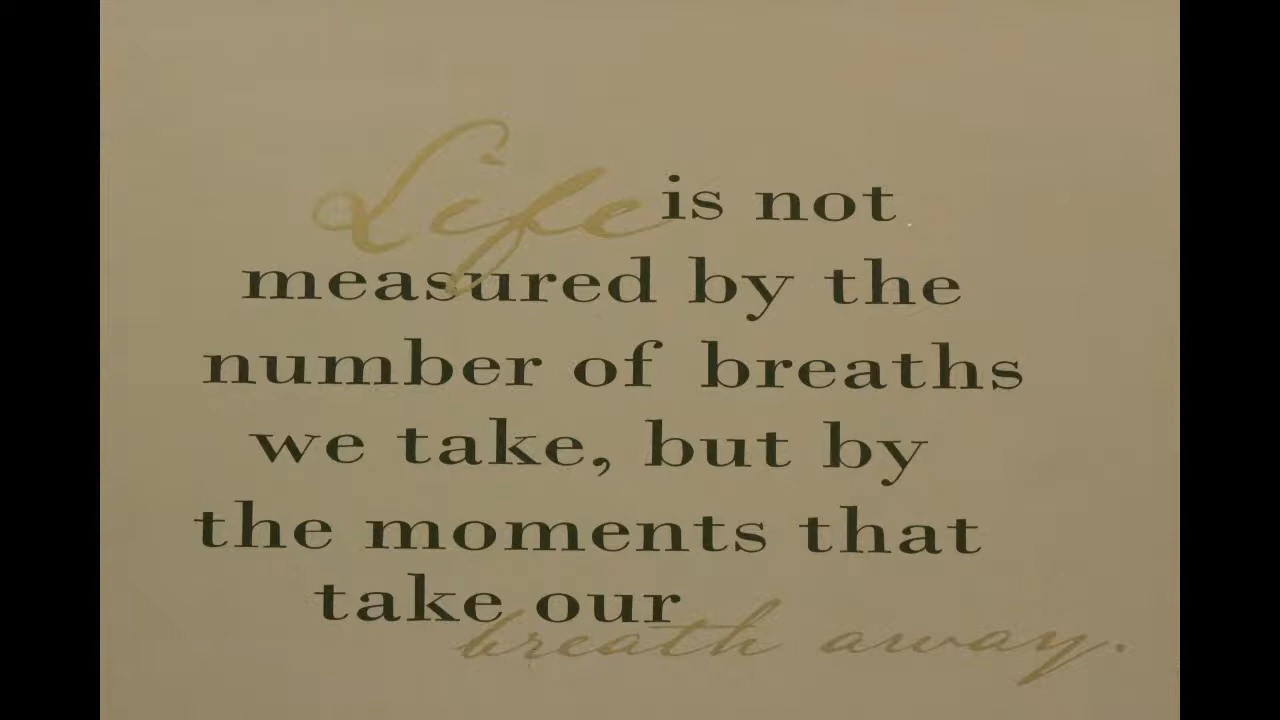 Life is not
measured by the
number of breaths
we take, but by
the moments that
take our
breath away.